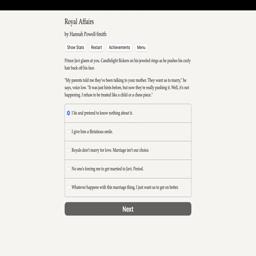 Royal Affairs
by Hannah Powell-Smith
Show Stats Restart Achievements Menu
Prince Javi glares at you. Candlelight flickers on his jeweled rings as he pushes his curly
hair back off his face.
"My parents told me they've been talking to your mother. They want us to marry," he
says, voice low. "It was just hints before, but now they're really pushing it. Well, it's not
happening. I refuse to be treated like a child or a chess piece."
I lie and pretend to know nothing about it.
I give him a flirtatious smile.
Royals don't marry for love. Marriage isn't our choice.
No one's forcing me to get married to Javi. Period.
Whatever happens with this marriage thing, I just want us to get on better.
Next